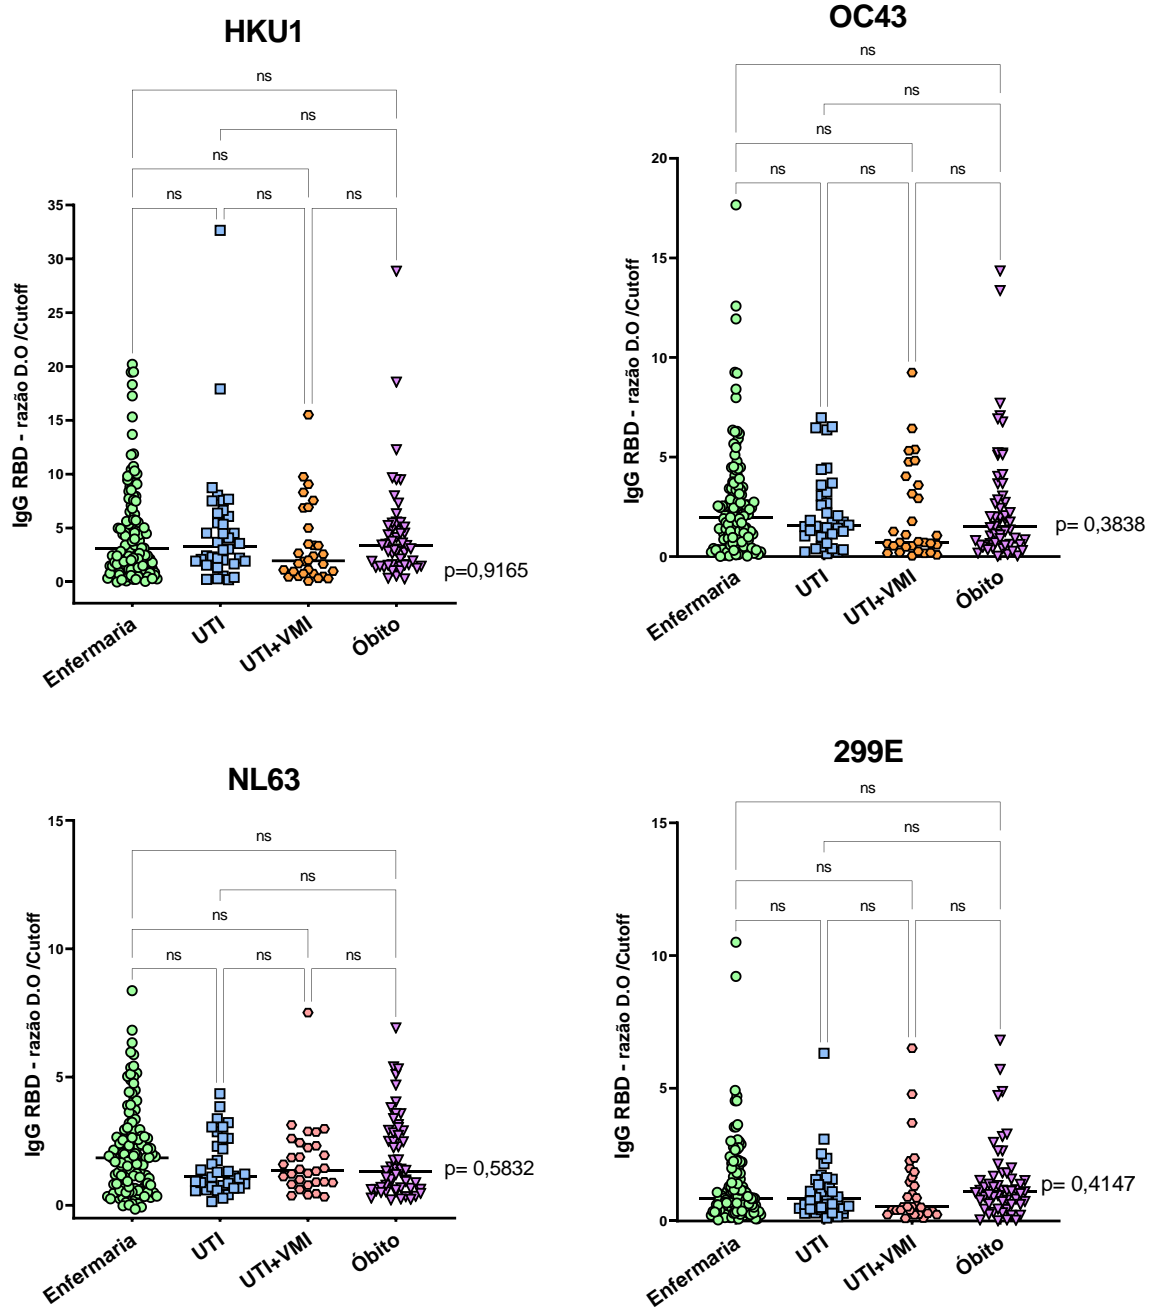 HKU1
ns
ns
ns
ns
ns
ns
35
30
25
20
15
10
5
0
IgG RBD - razão D.O /Cutoff
p=0,9165
Enfermaria
UTI
UTI+VMI
Óbito
OC43
ns
ns
ns
ns
ns
ns
20
15
10
5
0
IgG RBD - razão D.O /Cutoff
p= 0,3838
Enfermaria
UTI
UTI+VMI
Óbito
NL63
ns
ns
ns
ns
ns
ns
15
10
5
0
IgG RBD - razão D.O /Cutoff
p= 0,5832
Enfermaria
UTI
UTI+VMI
Óbito
299E
ns
ns
ns
ns
ns
ns
15
10
5
0
IgG RBD - razão D.O /Cutoff
p= 0,4147
Enfermaria
UTI
UTI+VMI
Óbito